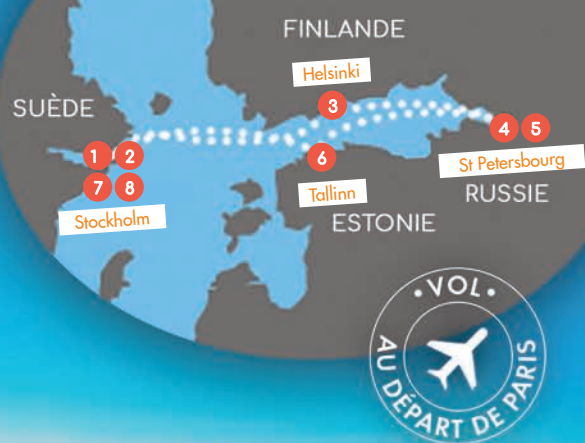 FINLANDE
Helsinki
SUÈDE
3
1 2
4 5
6
St Petersbourg
7 8
Tallinn
RUSSIE
Stockholm
ESTONIE
• VOL •
AU DÉPART DE PARIS